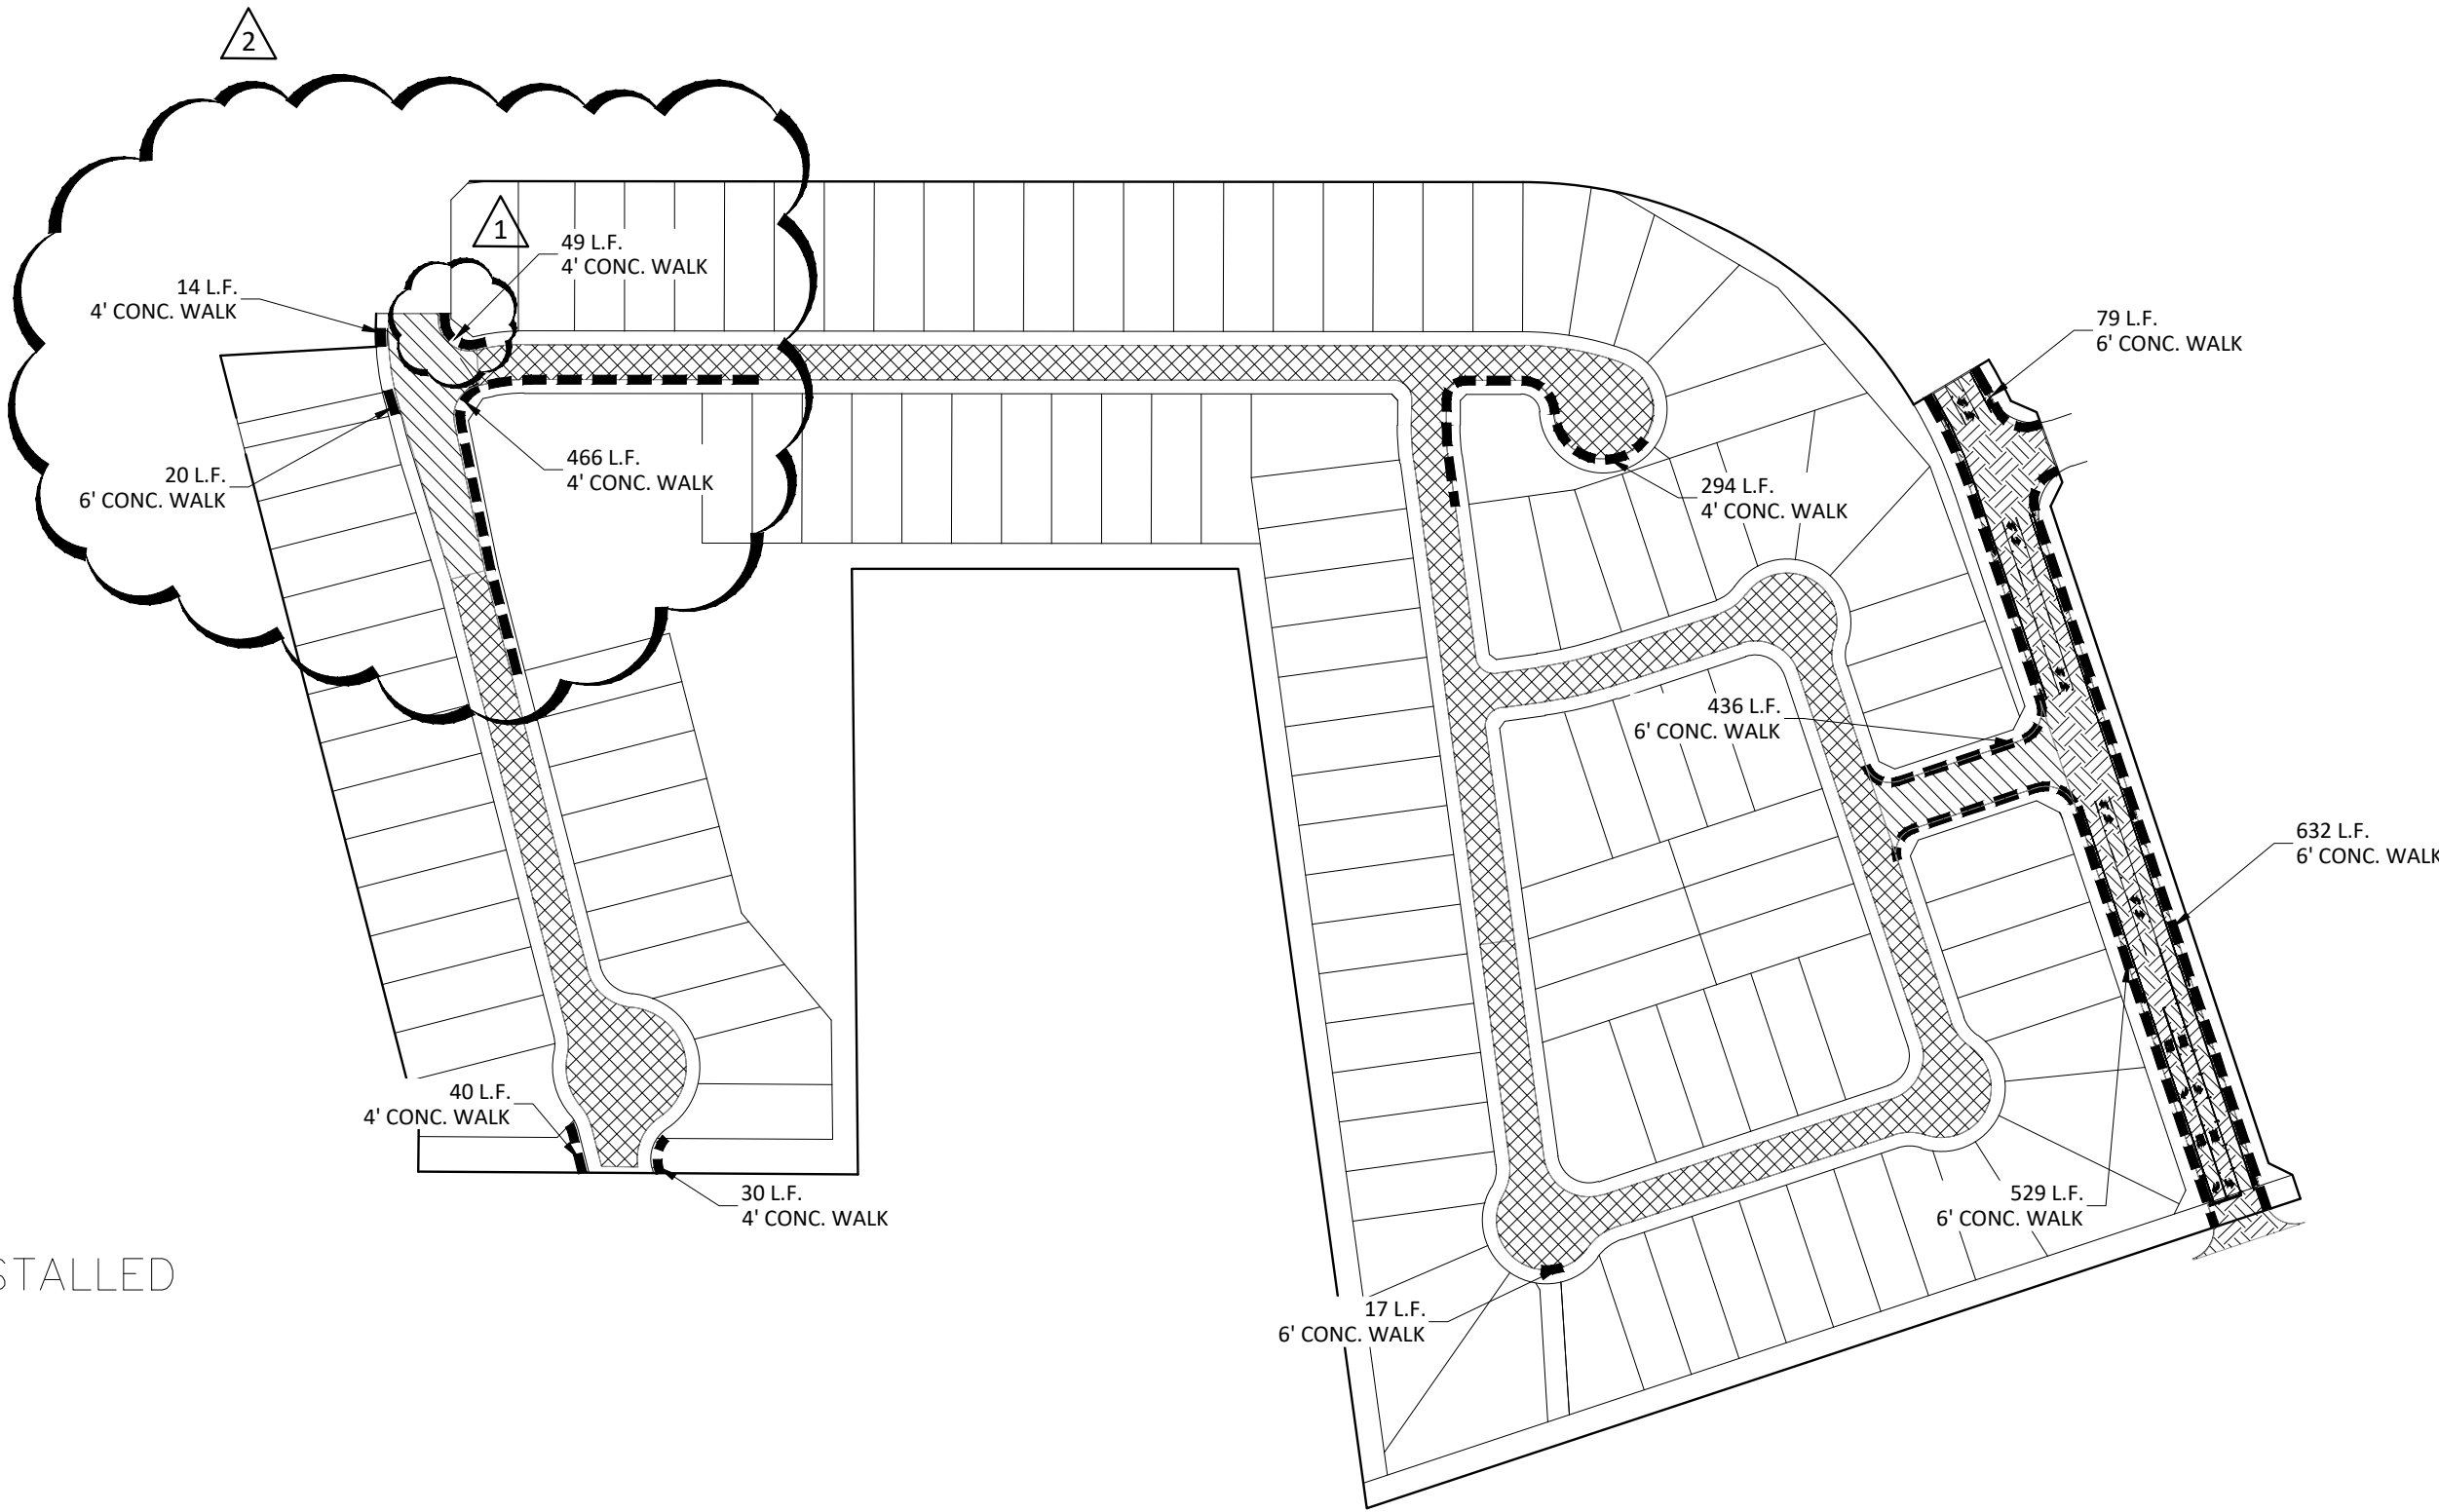 2
1
49 L.F.
4' CONC. WALK
14 L.F.
4' CONC. WALK
79 L.F.
6' CONC. WALK
466 L.F.
4' CONC. WALK
20 L.F.
6' CONC. WALK
294 L.F.
4' CONC. WALK
436 L.F.
6' CONC. WALK
632 L.F.
6' CONC. WALK
40 L.F.
4' CONC. WALK
30 L.F.
4' CONC. WALK
529 L.F.
6' CONC. WALK
STALLED
17 L.F.
6' CONC. WALK